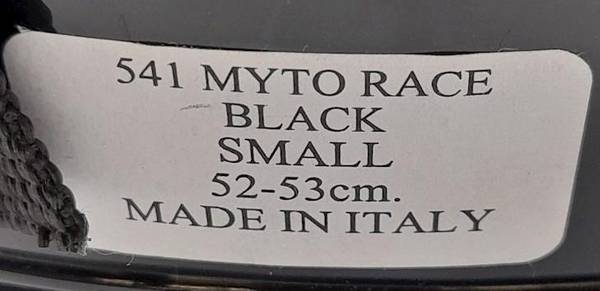 541 MYTO RACE
BLACK
SMALL
52-53cm.
MADE IN ITALY